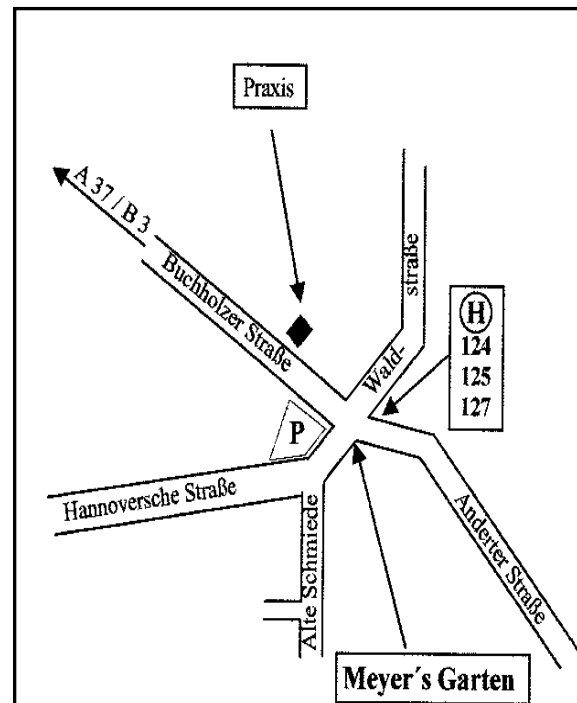 Praxis
A 37 / B 3
Buchholzer Straße
Wald-
straße
H
124
125
127
P
Hannoversche Straße
Alte Schmiede
Anderter Straße
Meyer´s Garten